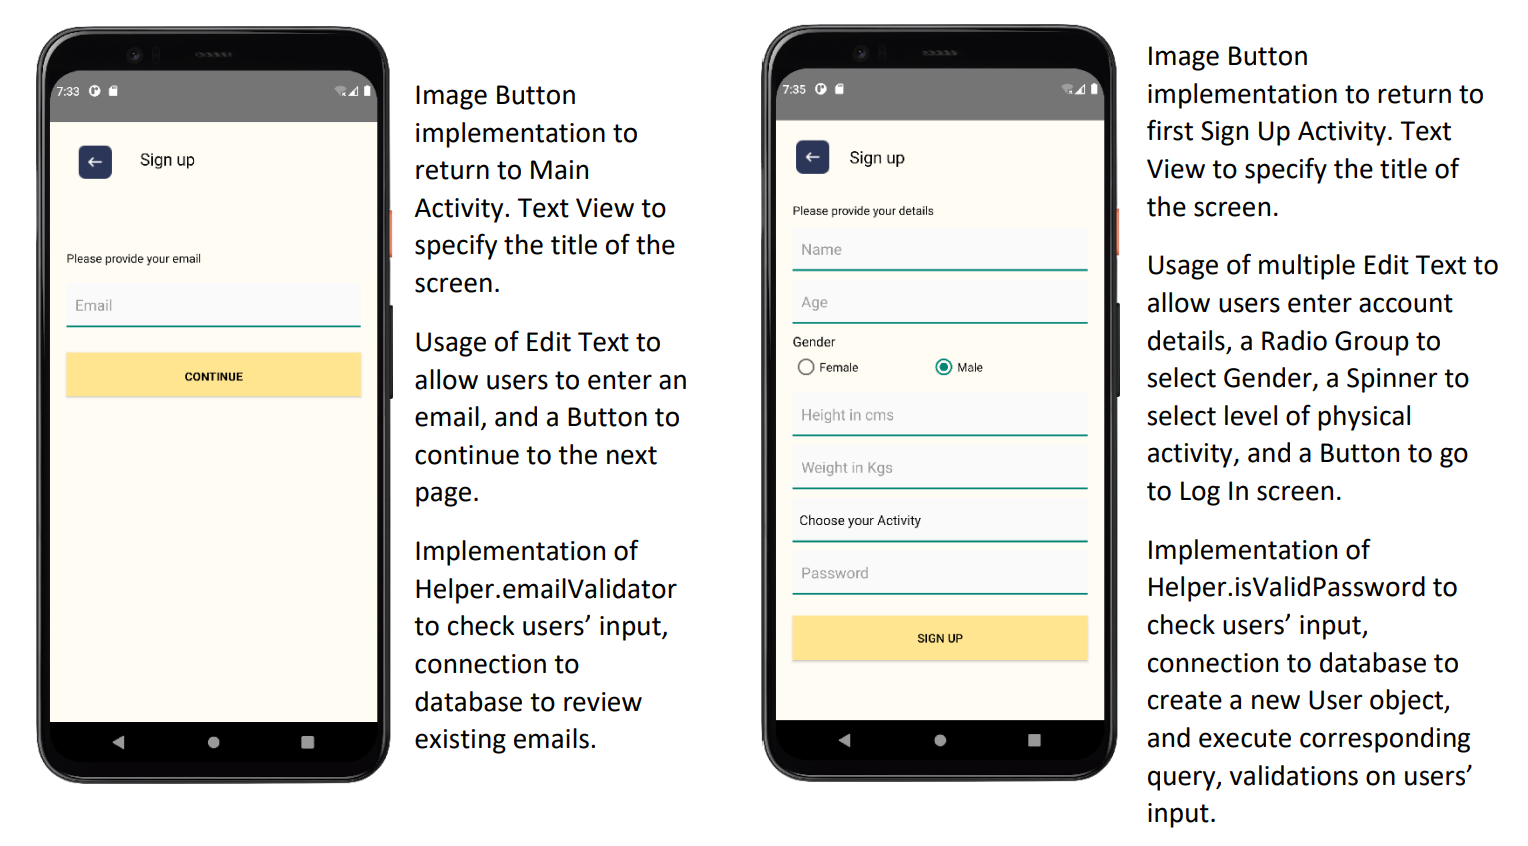 7:33
Sign up
Please provide your email
Email
CONTINUE
Image Button
implementation to
return to Main
Activity. Text View to
specify the title of the
screen.
Usage of Edit Text to
allow users to enter an
email, and a Button to
continue to the next
page.
Implementation of
Helper.emailValidator
to check users’ input,
connection to
database to review
existing emails.
7:35
Sign up
Please provide your details
Name
Age
Gender
Female Male
Height in cms
Weight in Kgs
Choose your Activity
Password
SIGN UP
Image Button
implementation to return to
first Sign Up Activity. Text
View to specify the title of
the screen.
Usage of multiple Edit Text to
allow users enter account
details, a Radio Group to
select Gender, a Spinner to
select level of physical
activity, and a Button to go
to Log In screen.
Implementation of
Helper.isValidPassword to
check users’ input,
connection to database to
create a new User object,
and execute corresponding
query, validations on users’
input.